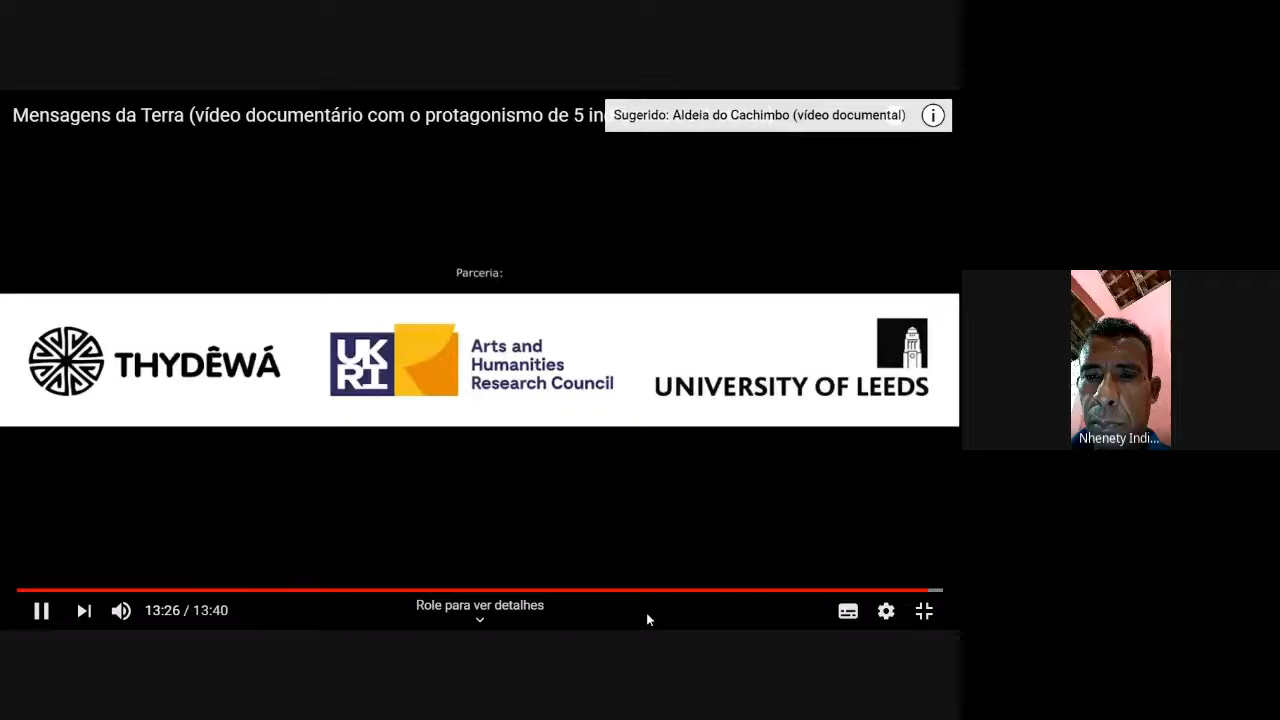 Mensagens da Terra (vídeo documentário com o protagonismo de 5 in
Sugerido: Aldeia do Cachimbo (vídeo documental)
Parceria:
THYDÊWÁ
UK
RI
Arts and
Humanities
Research Council
UNIVERSITY OF LEEDS
Nhenety Indi...
13:26 / 13:40
Role para ver detalhes